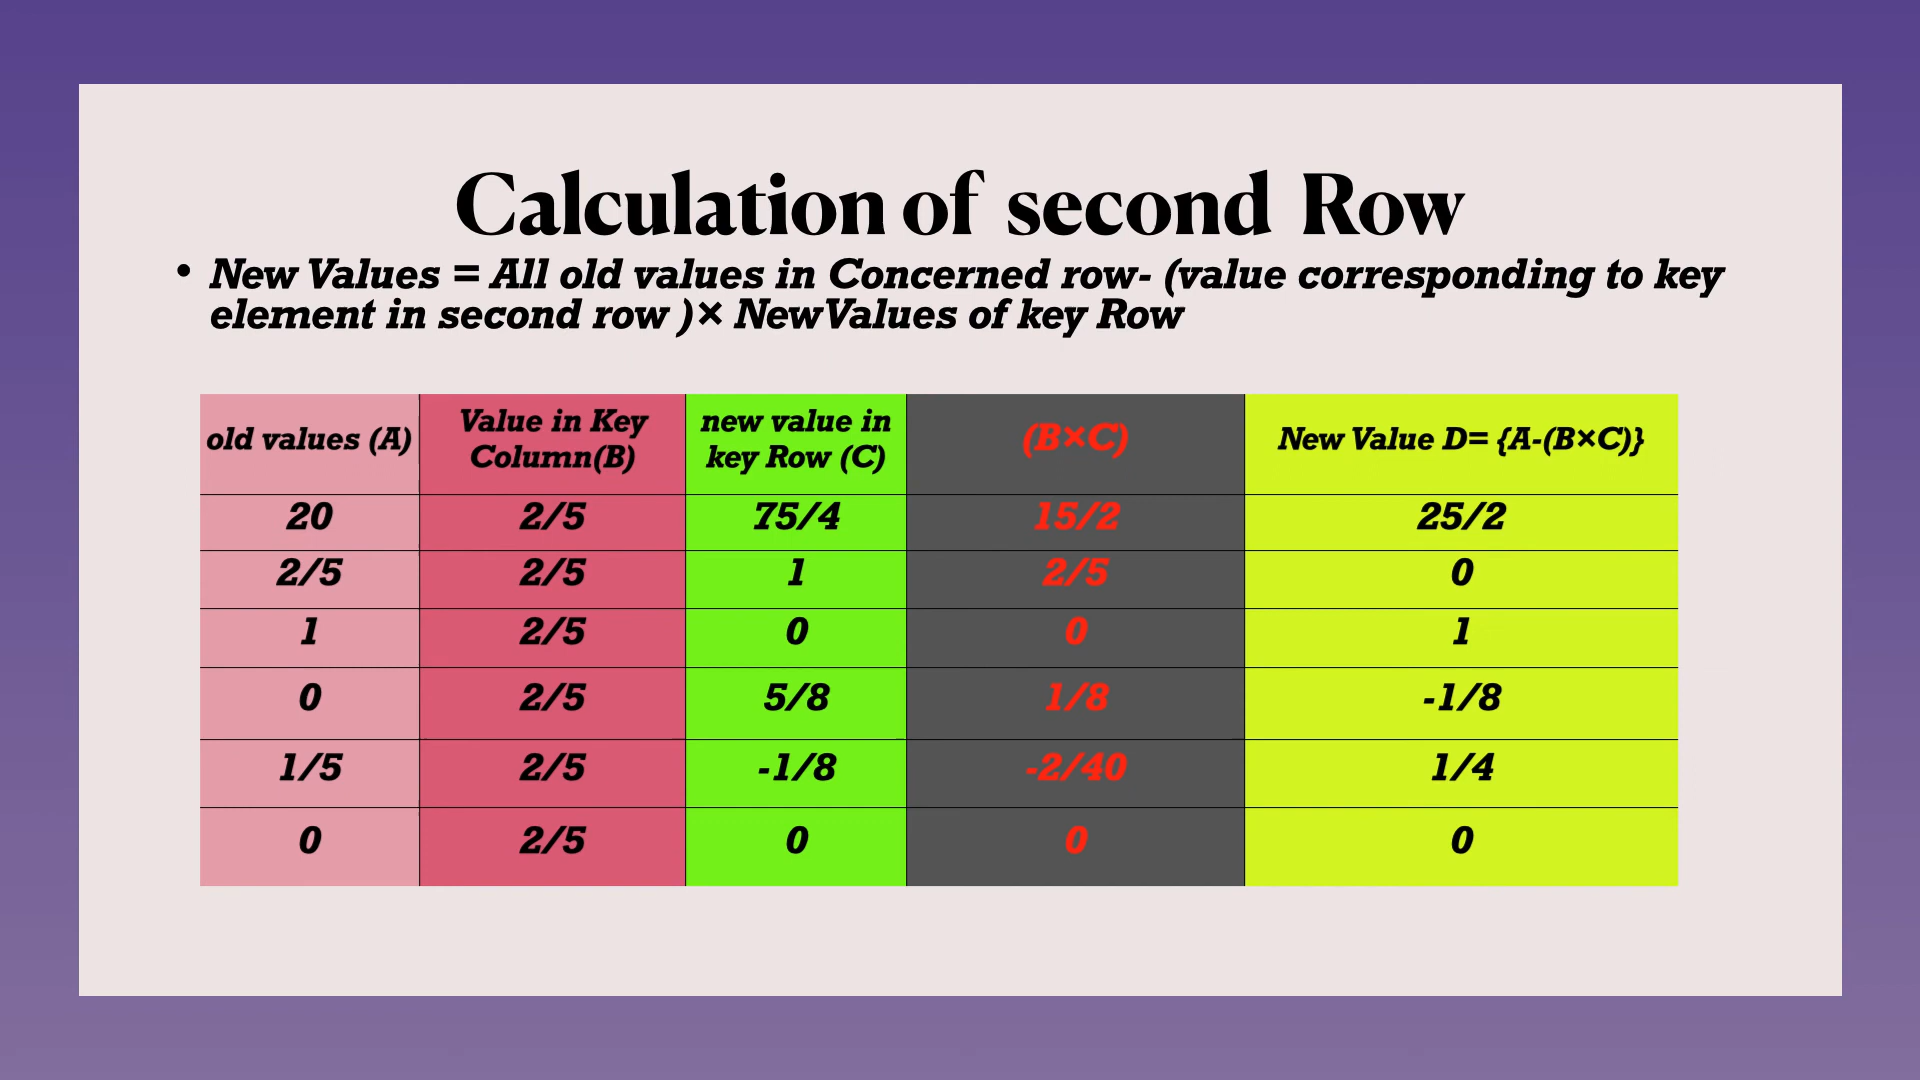 Calculation of second Row
• New Values = All old values in Concerned row- (value corresponding to key
element in second row )× NewValues of key Row
old values (A) Value in Key Column(B) new value in key Row (C) (B×C) New Value D= {A-(B×C)}
20 2/5 75/4 15/2 25/2
2/5 2/5 1 2/5 0
1 2/5 0 0 1
0 2/5 5/8 1/8 -1/8
1/5 2/5 -1/8 -2/40 1/4
0 2/5 0 0 0